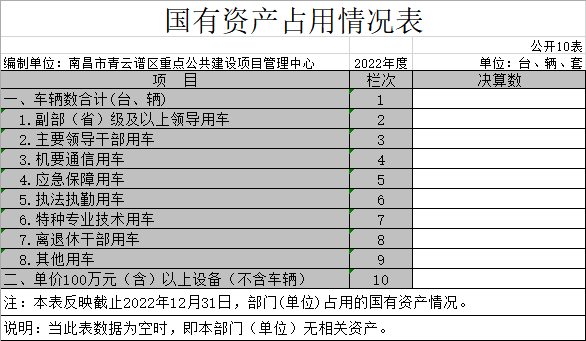 国有资产占用情况表
公开10表
编制单位：南昌市青云谱区重点公共建设项目管理中心 2022年度 单位：台、辆、套
项 目 栏次 决算数
一、车辆数合计(台、辆) 1
1.副部（省）级及以上领导用车 2
2.主要领导干部用车 3
3.机要通信用车 4
4.应急保障用车 5
5.执法执勤用车 6
6.特种专业技术用车 7
7.离退休干部用车 8
8.其他用车 9
二、单价100万元（含）以上设备（不含车辆） 10
注：本表反映截止2022年12月31日，部门(单位)占用的国有资产情况。
说明：当此表数据为空时，即本部门（单位）无相关资产。